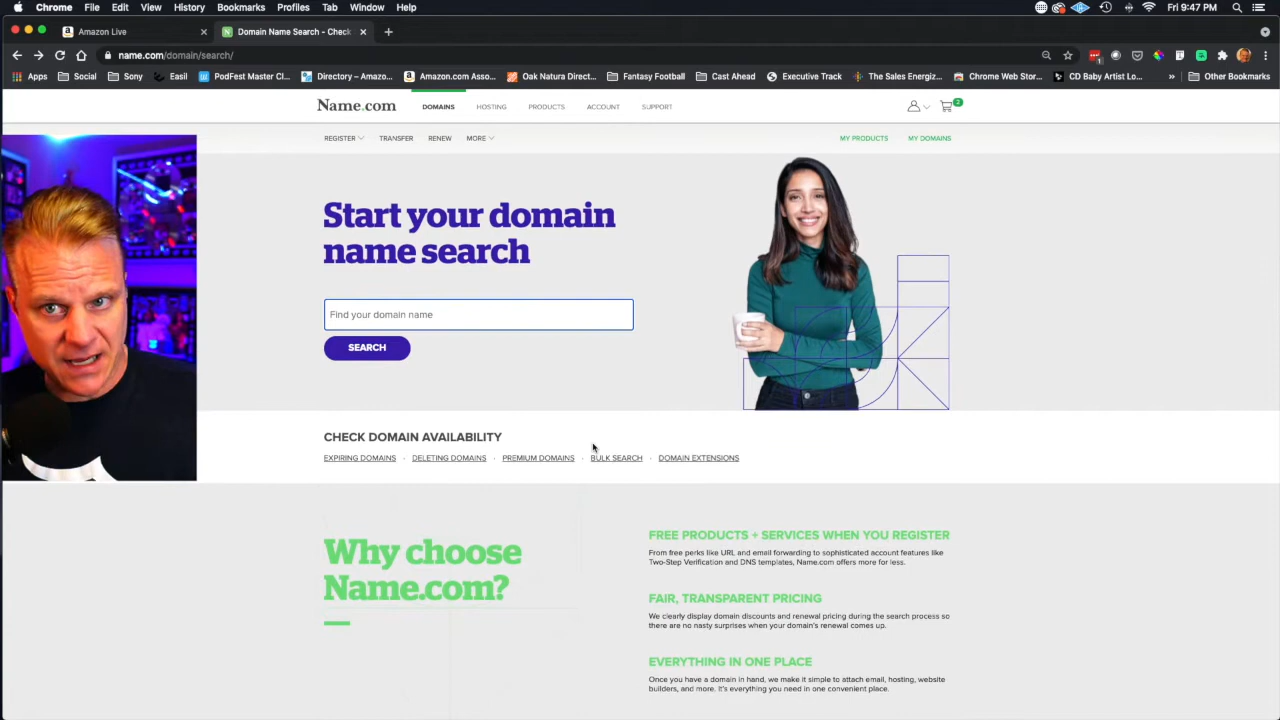 Chrome File Edit View History Bookmarks Profiles Tab Window Help
Fri 9:47 PM
Amazon Live
Domain Name Search - Check
name.com/domain/search/
Apps Social Sony Easil PodFest Master Cl... Directory – Amazo... Amazon.com Asso... Oak Natura Direct... Fantasy Football Cast Ahead Executive Track The Sales Energiz... Chrome Web Stor... CD Baby Artist Lo... » Other Bookmarks
Name.com DOMAINS HOSTING PRODUCTS ACCOUNT SUPPORT 2
REGISTER TRANSFER RENEW MORE MY PRODUCTS MY DOMAINS
Start your domain
name search
Find your domain name
SEARCH
CHECK DOMAIN AVAILABILITY
EXPIRING DOMAINS · DELETING DOMAINS · PREMIUM DOMAINS · BULK SEARCH · DOMAIN EXTENSIONS
Why choose
Name.com?
FREE PRODUCTS + SERVICES WHEN YOU REGISTER
From free perks like URL and email forwarding to sophisticated account features like
Two-Step Verification and DNS templates, Name.com offers more for less.
FAIR, TRANSPARENT PRICING
We clearly display domain discounts and renewal pricing during the search process so
there are no nasty surprises when your domain's renewal comes up.
EVERYTHING IN ONE PLACE
Once you have a domain in hand, we make it simple to attach email, hosting, website
builders, and more. It's everything you need in one convenient place.